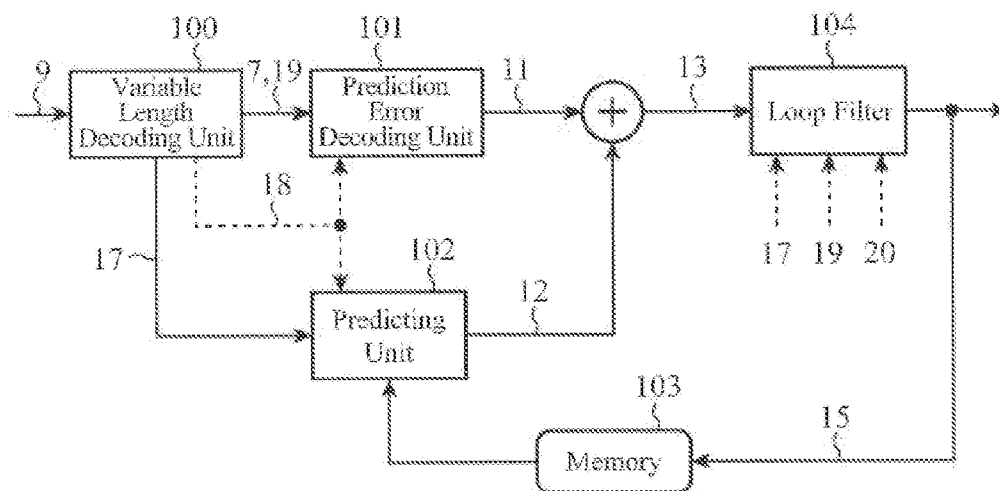 100
101
104
9
Variable
Length
Decoding Unit
7,19
Prediction
Error
Decoding Unit
11
+
13
Loop Filter
18
17
19
20
17
102
12
Predicting
Unit
103
15
Memory